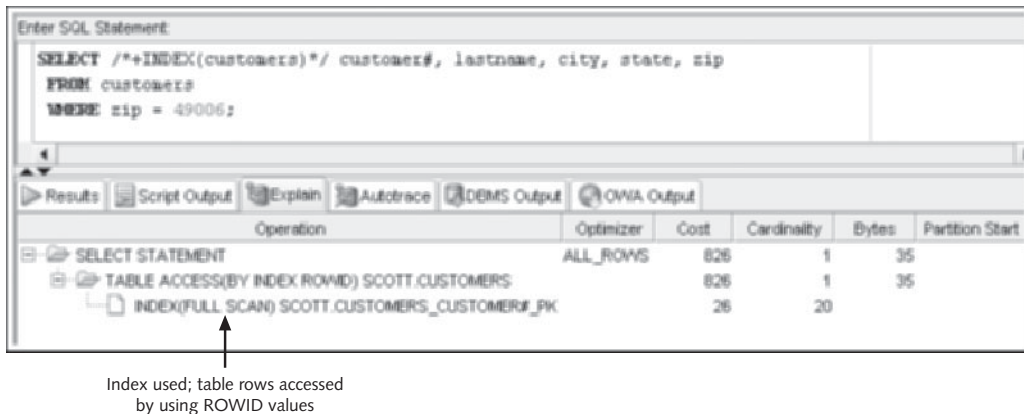 Enter SQL Statement:
SELECT /*+INDEX(customers)*/ customer#, lastname, city, state, zip
FROM customers
WHERE zip = 49006;
Results Script Output Explain Autotrace DBMS Output OWA Output
Operation Optimizer Cost Cardinality Bytes Partition Start
SELECT STATEMENT ALL_ROWS 826 1 35
TABLE ACCESS(BY INDEX ROWID) SCOTT.CUSTOMERS 826 1 35
INDEX(FULL SCAN) SCOTT.CUSTOMERS_CUSTOMER#_PK 26 20
Index used; table rows accessed
by using ROWID values